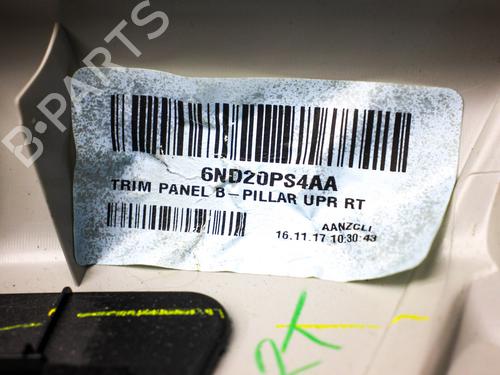 B-PARTS
6ND20PS4AA
TRIM PANEL B-PILLAR UPR RT
AANZCLI
16.11.17 10:30:43
RT